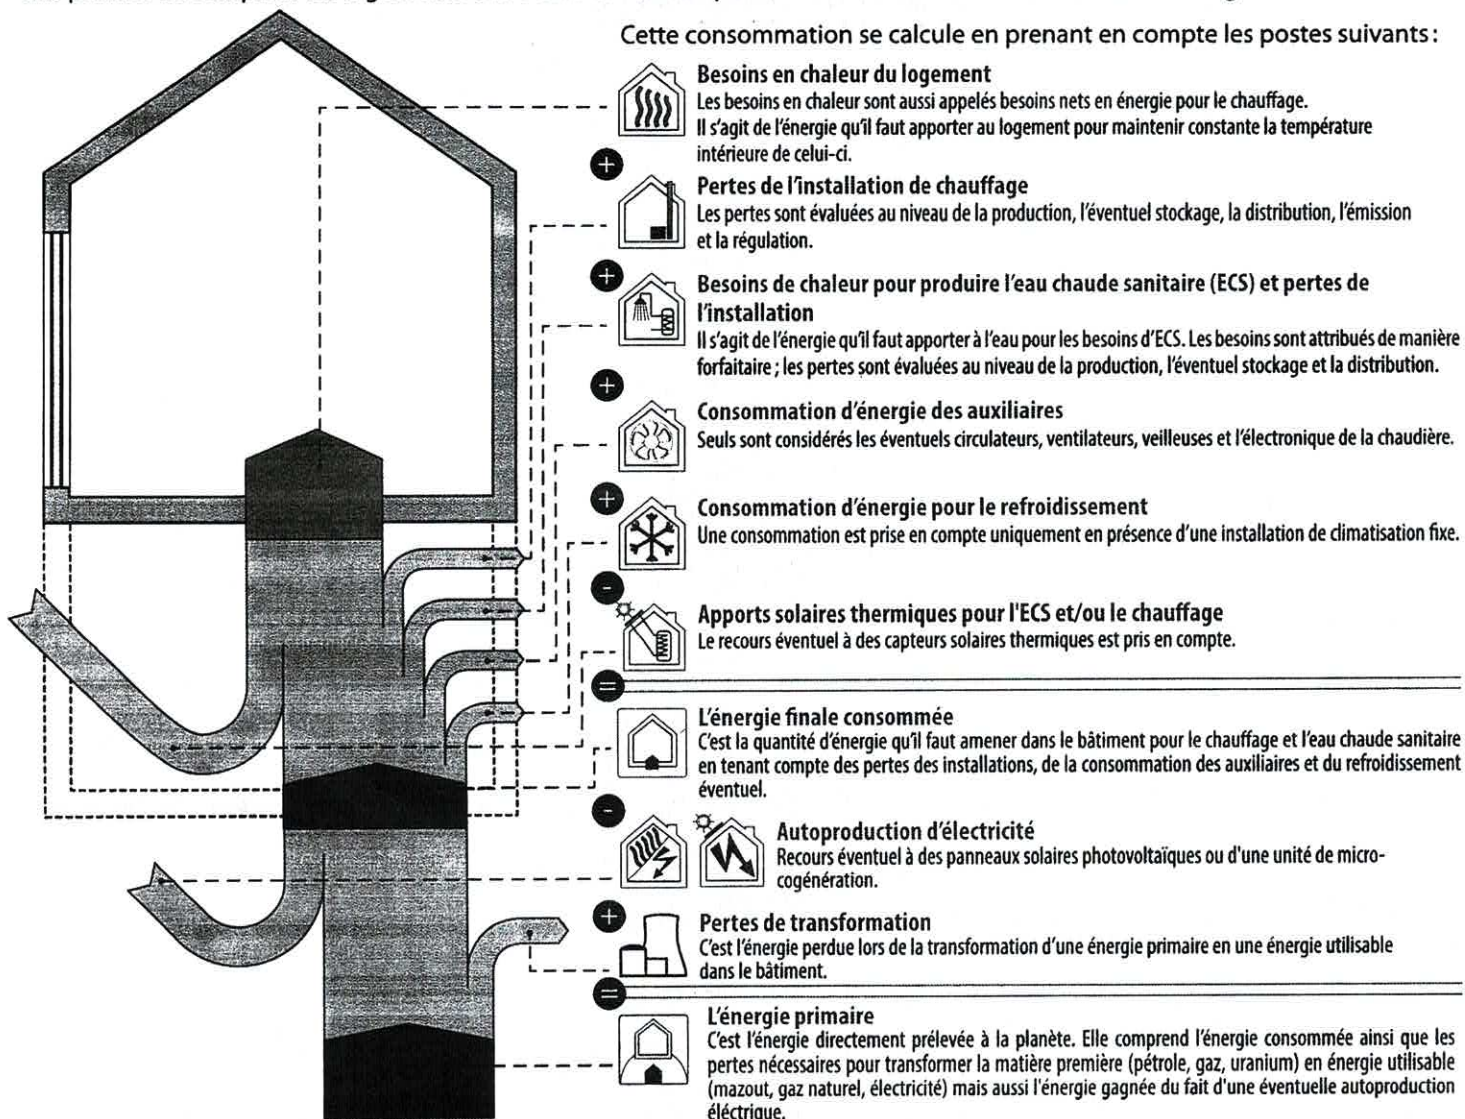 Cette consommation se calcule en prenant en compte les postes suivants :
Besoins en chaleur du logement
Les besoins en chaleur sont aussi appelés besoins nets en énergie pour le chauffage.
Il s'agit de l'énergie qu'il faut apporter au logement pour maintenir constante la température
intérieure de celui-ci.
+
Pertes de l'installation de chauffage
Les pertes sont évaluées au niveau de la production, l'éventuel stockage, la distribution, l'émission
et la régulation.
+
Besoins de chaleur pour produire l'eau chaude sanitaire (ECS) et pertes de
l'installation
Il s'agit de l'énergie qu'il faut apporter à l'eau pour les besoins d'ECS. Les besoins sont attribués de manière
forfaitaire ; les pertes sont évaluées au niveau de la production, l'éventuel stockage et la distribution.
+
Consommation d'énergie des auxiliaires
Seuls sont considérés les éventuels circulateurs, ventilateurs, veilleuses et l'électronique de la chaudière.
+
Consommation d'énergie pour le refroidissement
Une consommation est prise en compte uniquement en présence d'une installation de climatisation fixe.
-
Apports solaires thermiques pour l'ECS et/ou le chauffage
Le recours éventuel à des capteurs solaires thermiques est pris en compte.
=
L'énergie finale consommée
C'est la quantité d'énergie qu'il faut amener dans le bâtiment pour le chauffage et l'eau chaude sanitaire
en tenant compte des pertes des installations, de la consommation des auxiliaires et du refroidissement
éventuel.
-
Autoproduction d'électricité
Recours éventuel à des panneaux solaires photovoltaïques ou d'une unité de micro-
cogénération.
+
Pertes de transformation
C'est l'énergie perdue lors de la transformation d'une énergie primaire en une énergie utilisable
dans le bâtiment.
=
L'énergie primaire
C'est l'énergie directement prélevée à la planète. Elle comprend l'énergie consommée ainsi que les
pertes nécessaires pour transformer la matière première (pétrole, gaz, uranium) en énergie utilisable
(mazout, gaz naturel, électricité) mais aussi l'énergie gagnée du fait d'une éventuelle autoproduction
éléctrique.